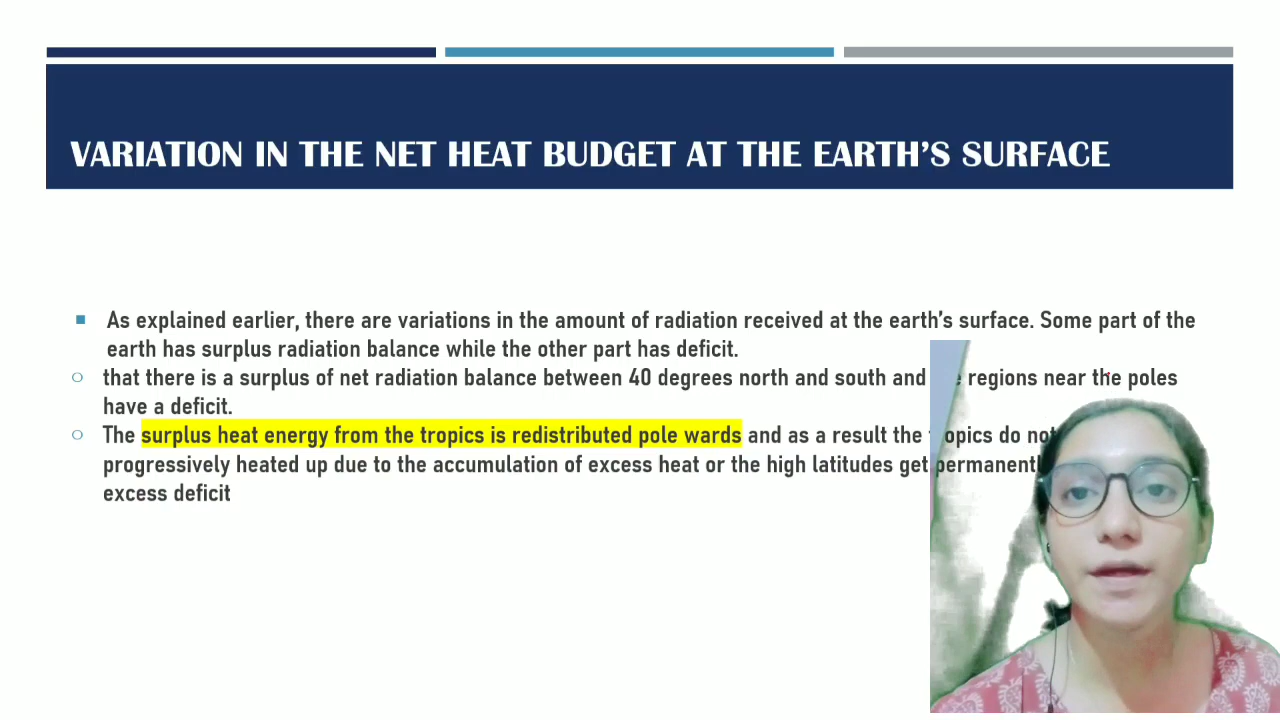 VARIATION IN THE NET HEAT BUDGET AT THE EARTH'S SURFACE
As explained earlier, there are variations in the amount of radiation received at the earth's surface. Some part of the
earth has surplus radiation balance while the other part has deficit.
that there is a surplus of net radiation balance between 40 degrees north and south and regions near the poles
have a deficit.
The surplus heat energy from the tropics is redistributed pole wards and as a result the do not
progressively heated up due to the accumulation of excess heat or the high latitudes get
excess deficit